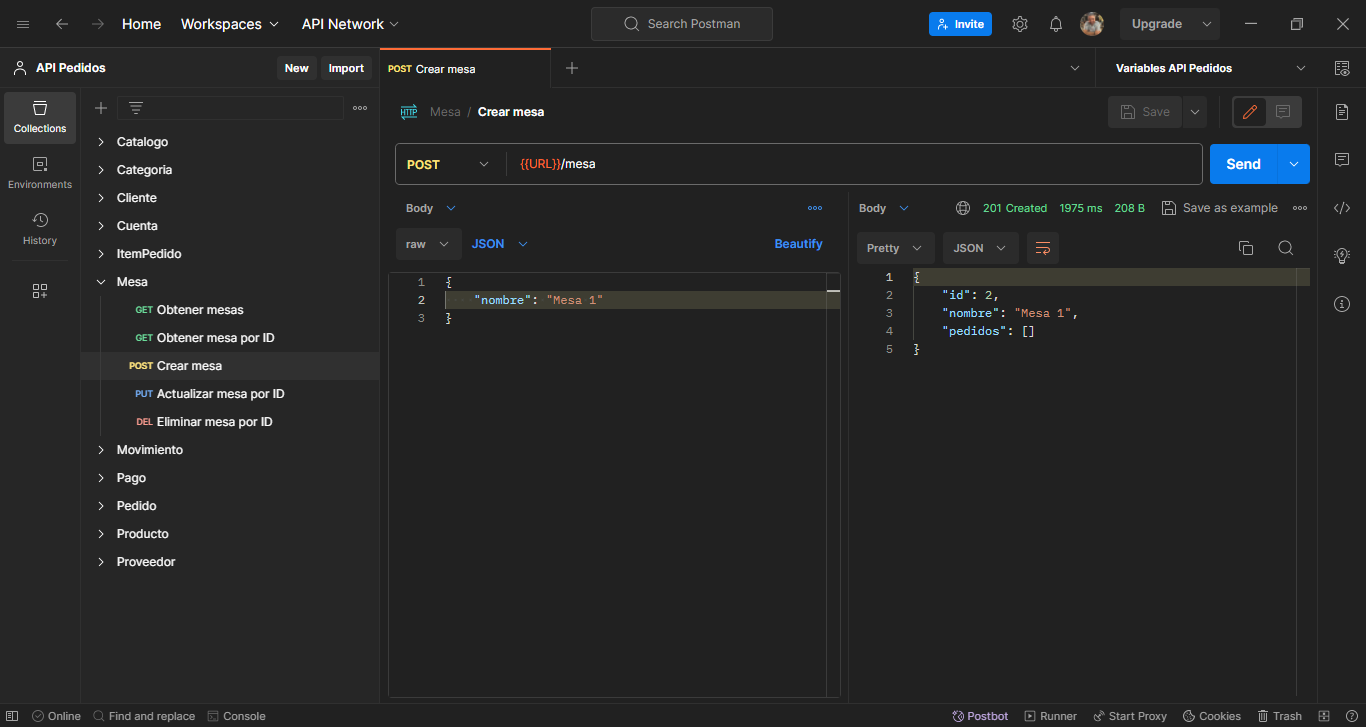 Home Workspaces API Network Search Postman Invite Upgrade
API Pedidos New Import POST Crear mesa Variables API Pedidos
Collections
Environments
History
Catalogo
Categoria
Cliente
Cuenta
ItemPedido
Mesa
GET Obtener mesas
GET Obtener mesa por ID
POST Crear mesa
PUT Actualizar mesa por ID
DEL Eliminar mesa por ID
Movimiento
Pago
Pedido
Producto
Proveedor
HTTP Mesa / Crear mesa Save
POST {{URL}}/mesa Send
Body
raw JSON Beautify
1 {
2 "nombre": "Mesa 1"
3 }
Body 201 Created 1975 ms 208 B Save as example
Pretty JSON
1 {
2 "id": 2,
3 "nombre": "Mesa 1",
4 "pedidos": []
5 }
Online Find and replace Console Postbot Runner Start Proxy Cookies Trash